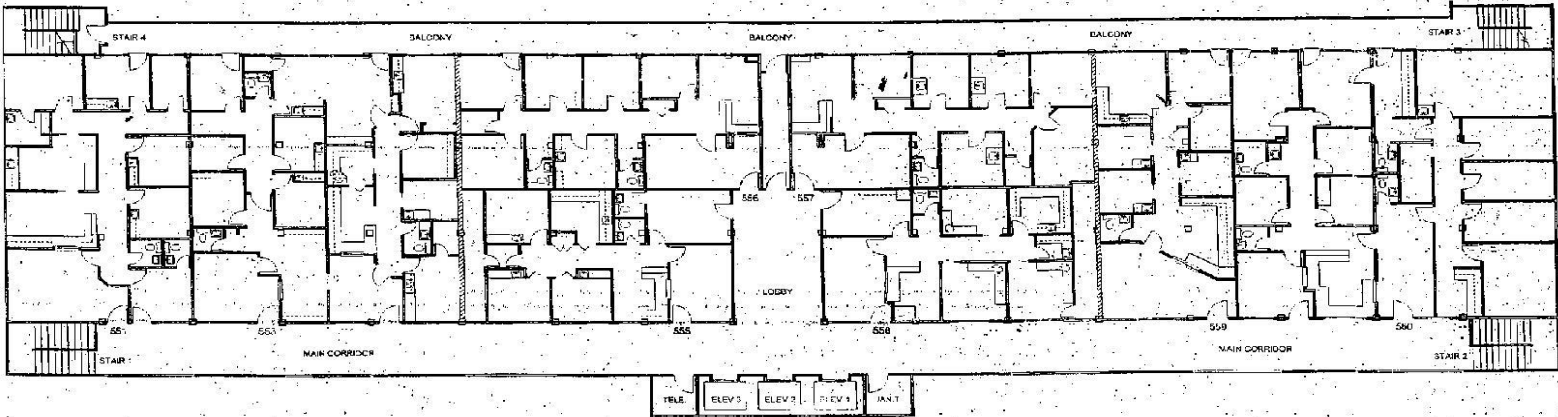 STAIR 4
BALCONY
BALCONY
BALCONY
STAIR 3
556
557
LOBBY
551
553
555
558
559
560
STAIR 1
MAIN CORRIDOR
MAIN CORRIDOR
STAIR 2
TELE.
ELEV 3
ELEV 2
ELEV 1
JANIT